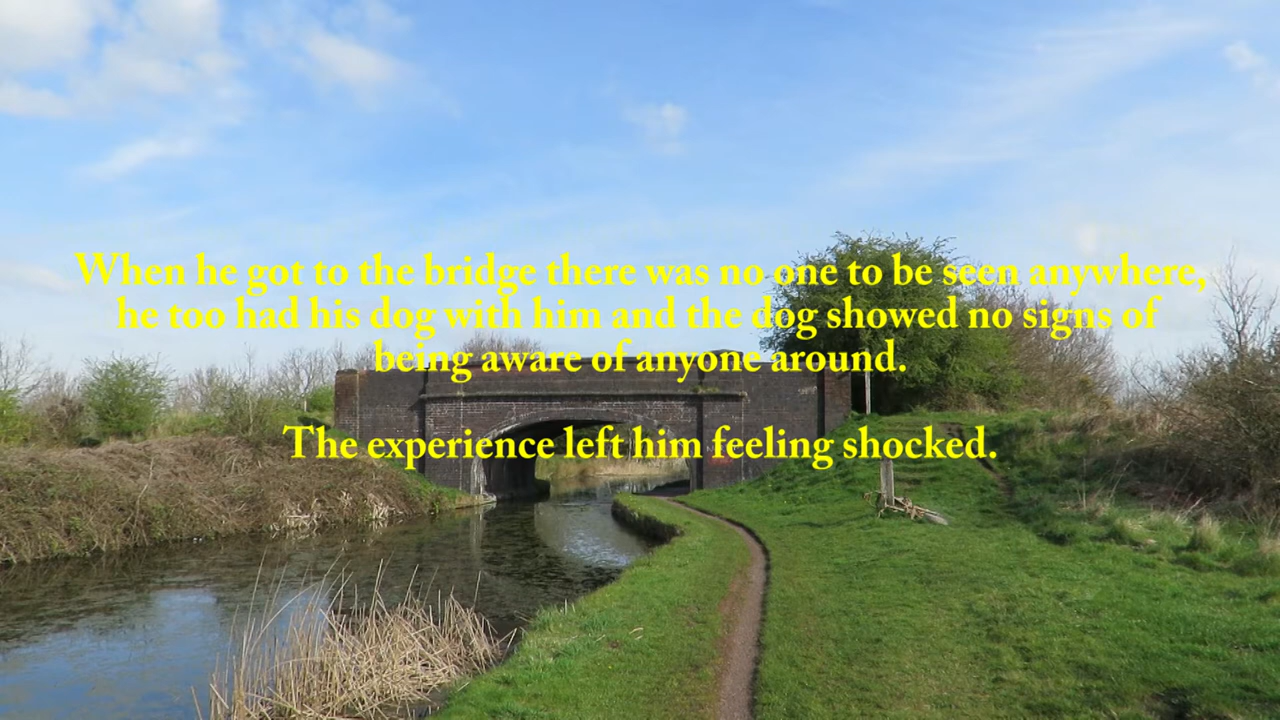 When he got to the bridge there was no one to be seen anywhere,
he too had his dog with him and the dog showed no signs of
being aware of anyone around.
The experience left him feeling shocked.